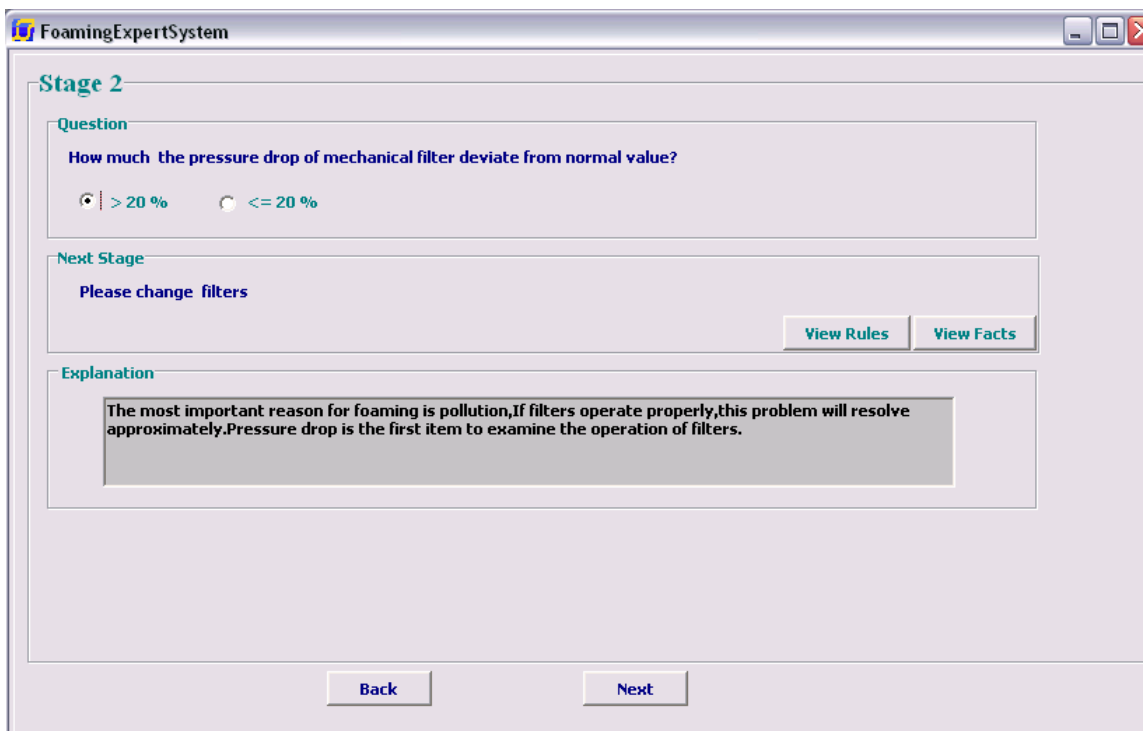 FoamingExpertSystem
Stage 2
Question
How much the pressure drop of mechanical filter deviate from normal value?
> 20 % <= 20 %
Next Stage
Please change filters
View Rules View Facts
Explanation
The most important reason for foaming is pollution,If filters operate properly,this problem will resolve
approximately.Pressure drop is the first item to examine the operation of filters.
Back Next